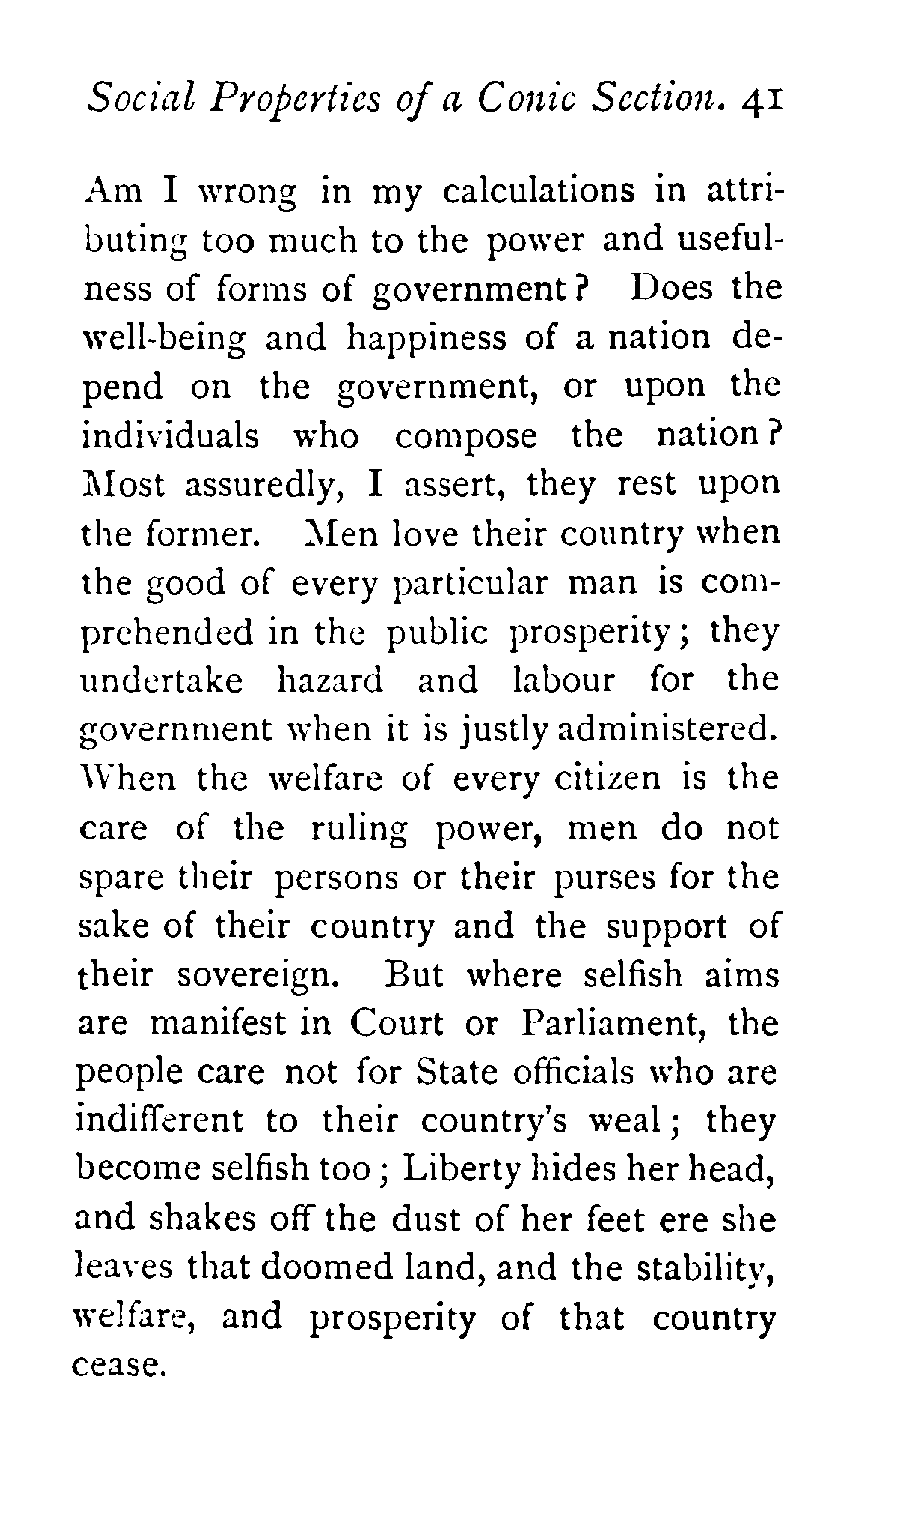 Social Properties of a Conic Section. 41
Am I wrong in my calculations in attri-
buting too much to the power and useful-
ness of forms of government? Does the
well-being and happiness of a nation de-
pend on the government, or upon the
individuals who compose the nation?
Most assuredly, I assert, they rest upon
the former. Men love their country when
the good of every particular man is com-
prehended in the public prosperity; they
undertake hazard and labour for the
government when it is justly administered.
When the welfare of every citizen is the
care of the ruling power, men do not
spare their persons or their purses for the
sake of their country and the support of
their sovereign. But where selfish aims
are manifest in Court or Parliament, the
people care not for State officials who are
indifferent to their country's weal; they
become selfish too; Liberty hides her head,
and shakes off the dust of her feet ere she
leaves that doomed land, and the stability,
welfare, and prosperity of that country
cease.